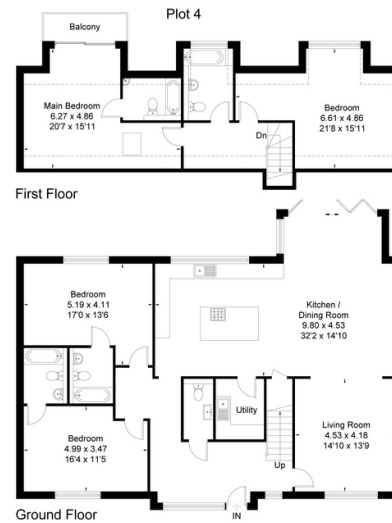 Plot 4
Balcony
Main Bedroom
6.27 x 4.86
20'7 x 15'11
Bedroom
6.61 x 4.86
21'8 x 15'11
Dn
First Floor
Bedroom
5.19 x 4.11
17'0 x 13'6
Kitchen /
Dining Room
9.80 x 4.53
32'2 x 14'10
Utility
Bedroom
4.99 x 3.47
16'4 x 11'5
Living Room
4.53 x 4.18
14'10 x 13'9
Up
IN
Ground Floor